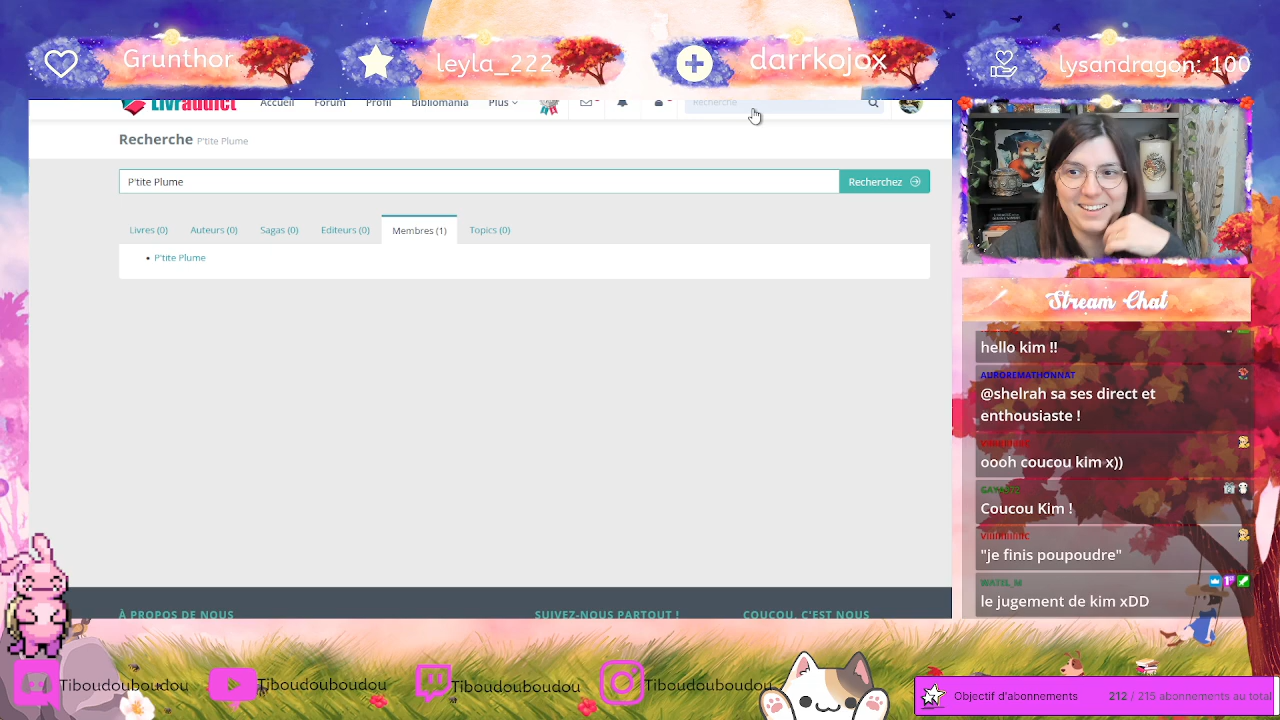 Grunthor
leyla_222
darrkojox
lysandragon: 100
Livraddict
Accueil
Forum
Profil
Bibliomania
Plus
Recherche
Recherche P'tite Plume
P'tite Plume
Recherchez
Livres (0)
Auteurs (0)
Sagas (0)
Editeurs (0)
Membres (1)
Topics (0)
P'tite Plume
À PROPOS DE NOUS
SUIVEZ-NOUS PARTOUT !
COUCOU, C'EST NOUS
Stream Chat
hello kim !!
AUROREMATHONNAT
@shelrah sa ses direct et
enthousiaste !
oooh coucou kim x))
Coucou Kim !
"je finis poupoudre"
WATEL_M
le jugement de kim xDD
Tiboudouboudou
Tiboudouboudou
Tiboudouboudou
Tiboudouboudou
Objectif d'abonnements
212 / 215 abonnements au total